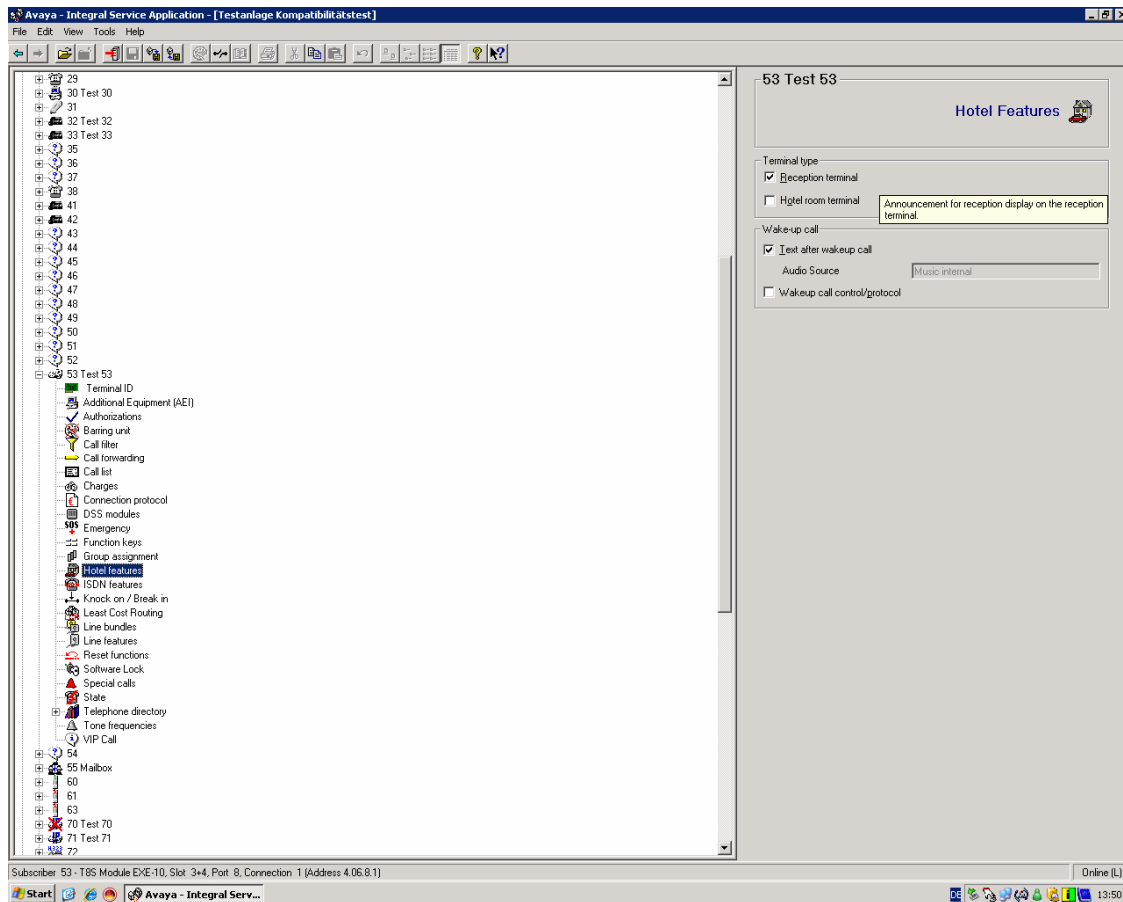 Avaya - Integral Service Application - [Testanlage Kompatibilitätstest]
File Edit View Tools Help
29
30 Test 30
31
32 Test 32
33 Test 33
35
36
37
38
41
42
43
44
45
46
47
48
49
50
51
52
53 Test 53
Terminal ID
Additional Equipment (AEI)
Authorizations
Barring unit
Call filter
Call forwarding
Call list
Charges
Connection protocol
DSS modules
SOS Emergency
Function keys
Group assignment
Hotel features
ISDN features
Knock on / Break in
Least Cost Routing
Line bundles
Line features
Reset functions
Software Lock
Special calls
State
Telephone directory
Tone frequencies
VIP Call
54
55 Mailbox
60
61
63
70 Test 70
71 Test 71
H323 72
53 Test 53
Hotel Features
Terminal type
Reception terminal
Hotel room terminal
Announcement for reception display on the reception
terminal.
Wake-up call
Text after wakeup call
Audio Source Music internal
Wakeup call control/protocol
Subscriber 53 - T8S Module EXE-10, Slot 3+4, Port 8, Connection 1 (Address 4.06.8.1) Online (L)
Start Avaya - Integral Serv... DE 13:50